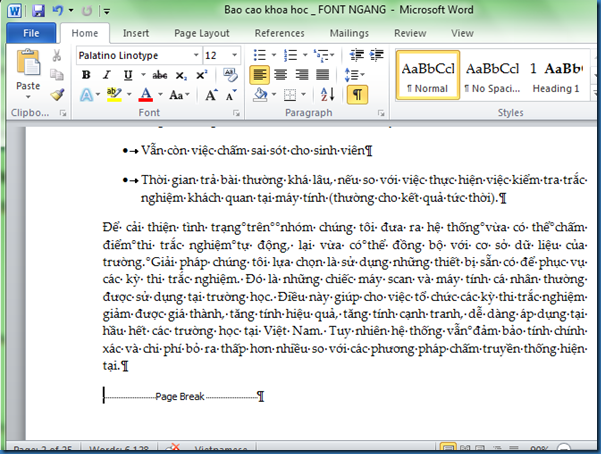 Bao cao khoa hoc _ FONT NGANG - Microsoft Word
File Home Insert Page Layout References Mailings Review View
Palatino Linotype 12
Paste
B I U abc x₂ x²
A ab A Aa A A
AaBbCcI AaBbCcI AaBb(
¶ Normal ¶ No Spaci... Heading 1
Clipbo... Font Paragraph Styles
Vẫn còn việc chấm sai sót cho sinh viên¶
Thời gian trả bài thường khá lâu, nếu so với việc thực hiện việc kiểm tra trắc
nghiệm khách quan tại máy tính (thường cho kết quả tức thời).¶
Để cải thiện tình trạng°trên°°nhóm chúng tôi đưa ra hệ thống°vừa có thể°chấm
điểm°thi trắc nghiệm°tự động, lại vừa có°thể đồng bộ với cơ sở dữ liệu của
trường.°Giải pháp chúng tôi lựa chọn là sử dụng những thiết bị sẵn có để phục vụ
các kỳ thi trắc nghiệm. Đó là những chiếc máy scan và máy tính cá nhân thường
được sử dụng tại trường học. Điều này giúp cho việc tổ chức các kỳ thi trắc nghiệm
giảm được giá thành, tăng tính hiệu quả, tăng tính cạnh tranh, dễ dàng áp dụng tại
hầu hết các trường học tại Việt Nam. Tuy nhiên hệ thống vẫn°đảm bảo tính chính
xác và chi phí bỏ ra thấp hơn nhiều so với các phương pháp chấm truyền thống hiện
tại.¶
Page Break ¶
Page: 2 of 25 Words: 6,128 Vietnamese 90%